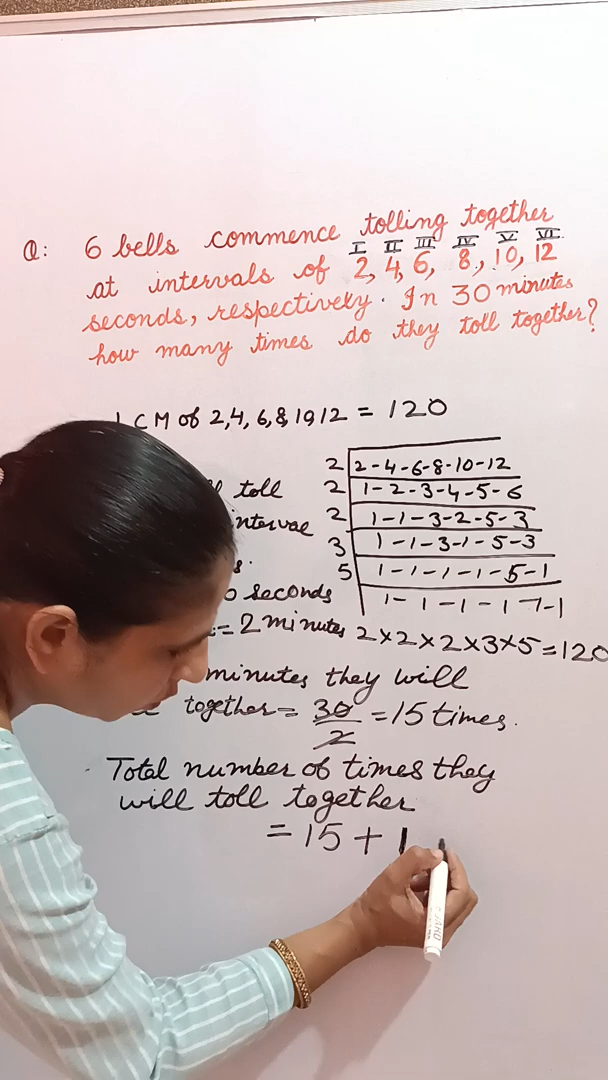 Q: 6 bells commence tolling together
I II III IV V VI
at intervals of 2, 4, 6, 8, 10, 12
seconds, respectively. In 30 minutes
how many times do they toll together?
CM of 2,4,6,8,10,12 = 120
2 2-4-6-8-10-12
toll 2 1-2-3-4-5-6
interval 2 1-1-3-2-5-3
3 1-1-3-1-5-3
5 1-1-1-1-5-1
seconds 1-1-1-1-1-1
= 2 minutes 2×2×2×3×5=120
minutes they will
together = 30/2 = 15 times.
Total number of times they
will toll together
= 15 + 1